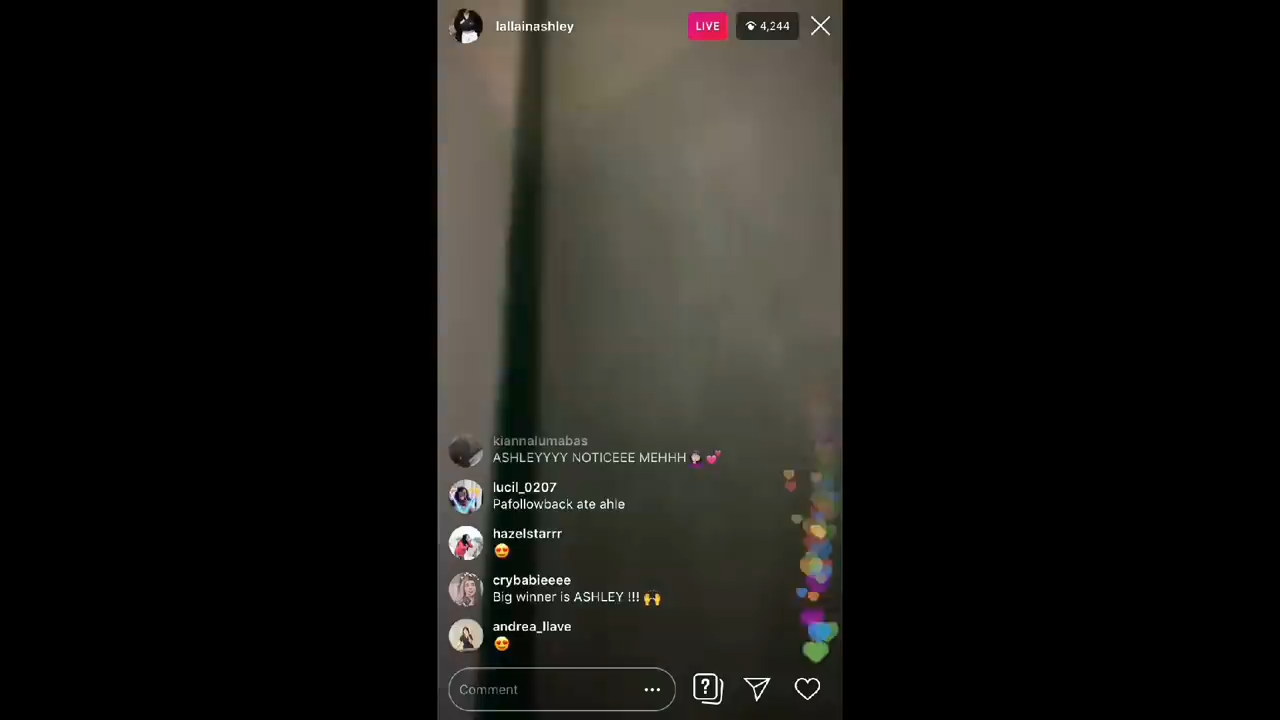 lallainashley
LIVE
4,244
kiannalumabas
ASHLEYYYY NOTICEEE MEHHH
lucil_0207
Pafollowback ate ahle
hazelstarrr
😍
crybabieeee
Big winner is ASHLEY !!! 🙌
andrea_llave
😍
Comment
?